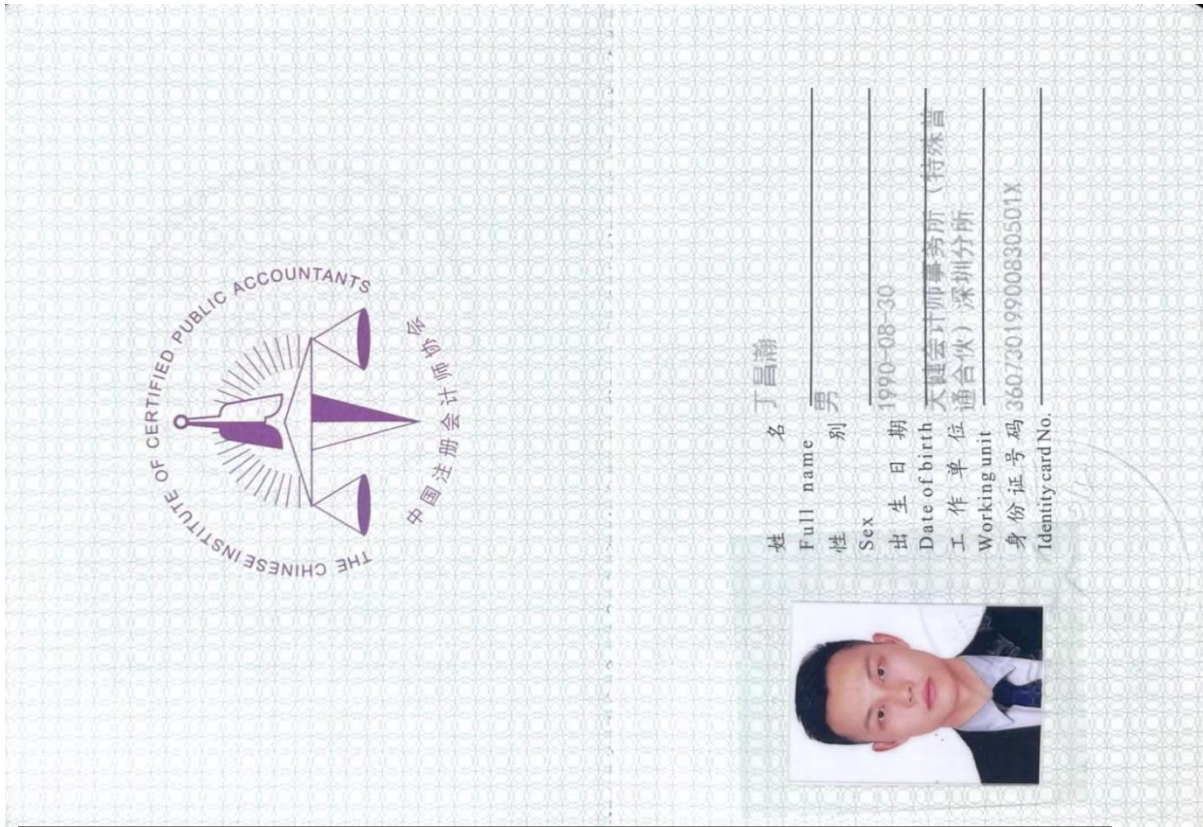 THE CHINESE INSTITUTE OF CERTIFIED PUBLIC ACCOUNTANTS
中国注册会计师协会
姓 名 丁昌瀚
Full name
性 别 男
Sex
出 生 日 期 1990-08-30
Date of birth
工 作 单 位 天健会计师事务所（特殊普
通合伙）深圳分所
Working unit
身 份 证 号 码 36073019900830501X
Identity card No.